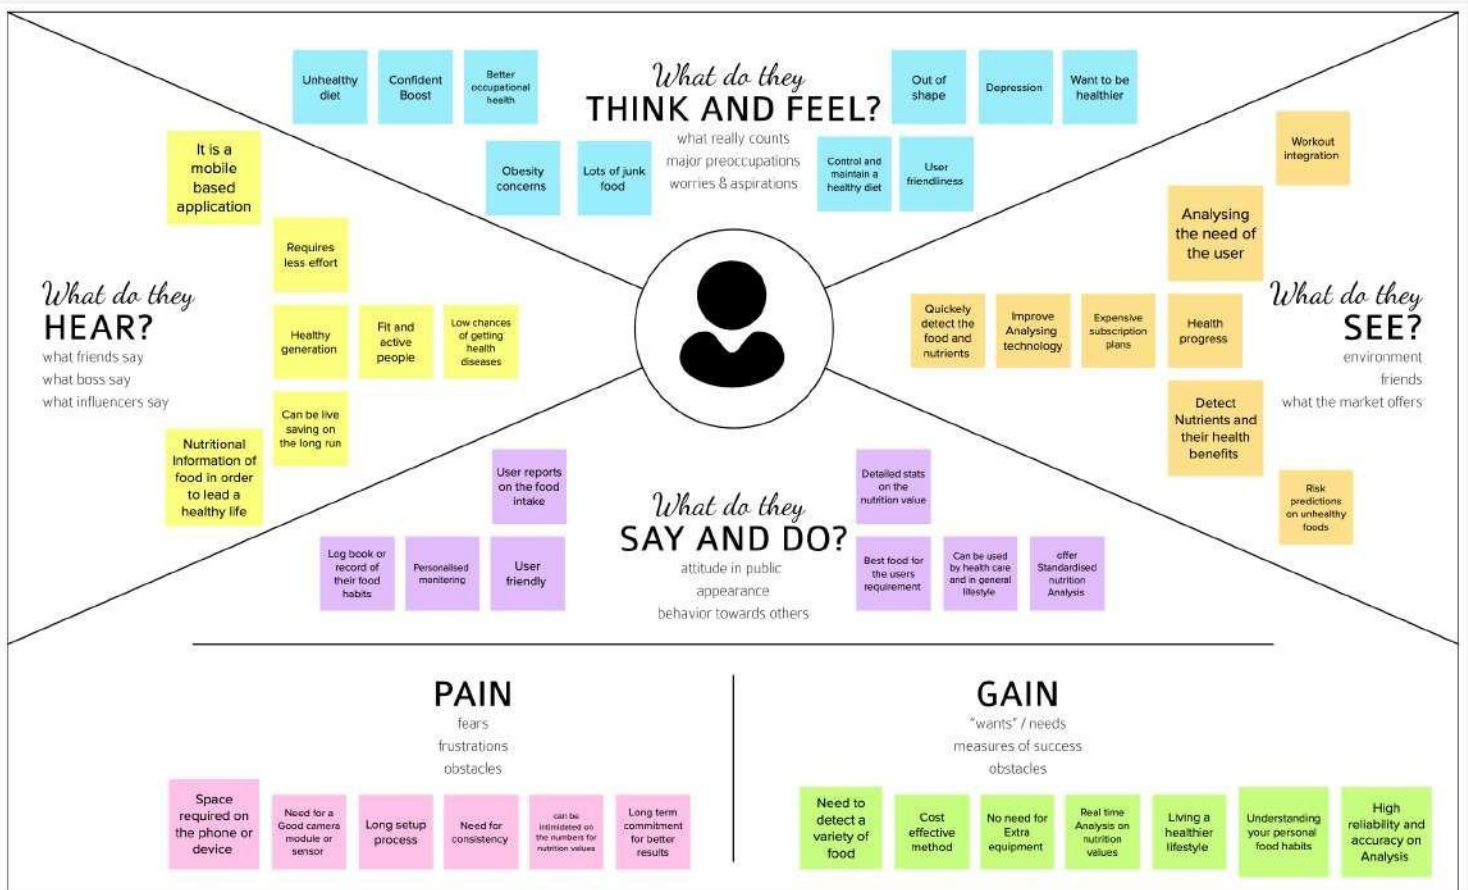 What do they
THINK AND FEEL?
what really counts
major preoccupations
worries & aspirations
Unhealthy
diet
Confident
Boost
Better
occupational
health
Obesity
concerns
Lots of junk
food
Out of
shape
Depression
Want to be
healthier
Control and
maintain a
healthy diet
User
friendliness
What do they
HEAR?
what friends say
what boss say
what influencers say
It is a
mobile
based
application
Requires
less effort
Healthy
generation
Fit and
active
people
Low chances
of getting
health
diseases
Can be live
saving on
the long run
Nutritional
Information of
food in order
to lead a
healthy life
What do they
SEE?
environment
friends
what the market offers
Workout
integration
Analysing
the need of
the user
Quickely
detect the
food and
nutrients
Improve
Analysing
technology
Expensive
subscription
plans
Health
progress
Detect
Nutrients and
their health
benefits
Risk
predictions
on unhealthy
foods
What do they
SAY AND DO?
attitude in public
appearance
behavior towards others
User reports
on the food
intake
Log book or
record of
their food
habits
Personalised
monitering
User
friendly
Detailed stats
on the
nutrition value
Best food for
the users
requirement
Can be used
by health care
and in general
lifestyle
offer
Standardised
nutrition
Analysis
PAIN
fears
frustrations
obstacles
Space
required on
the phone or
device
Need for a
Good camera
module or
sensor
Long setup
process
Need for
consistency
can be
intimidated on
the numbers for
nutrition values
Long term
commitment
for better
results
GAIN
"wants" / needs
measures of success
obstacles
Need to
detect a
variety of
food
Cost
effective
method
No need for
Extra
equipment
Real time
Analysis on
nutrition
values
Living a
healthier
lifestyle
Understanding
your personal
food habits
High
reliability and
accuracy on
Analysis